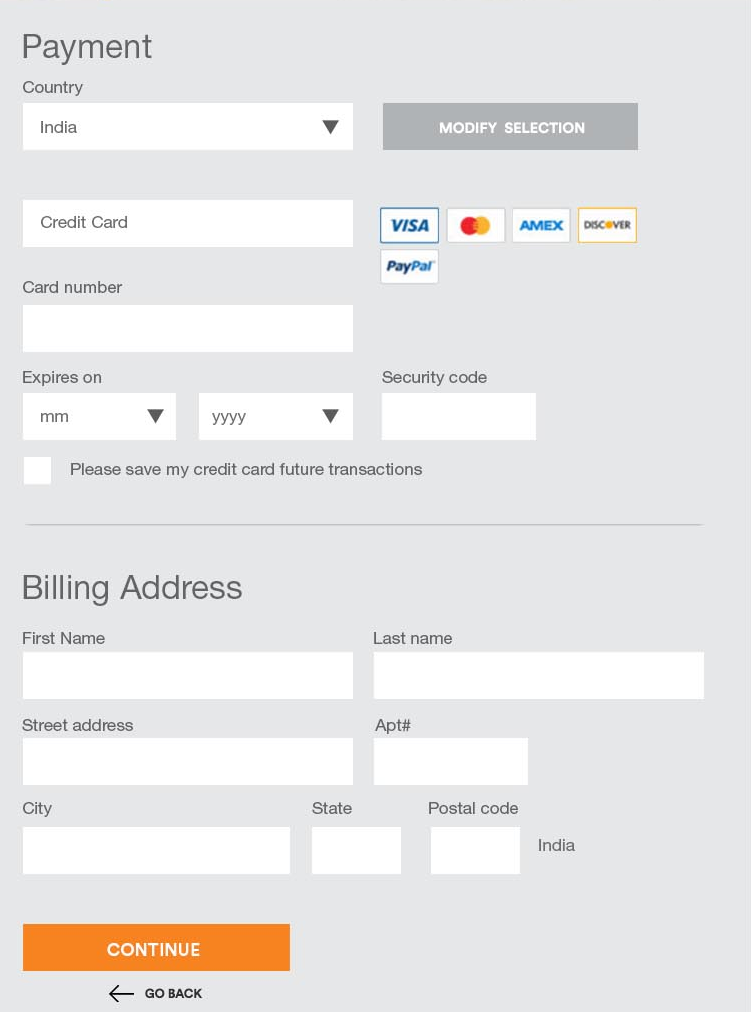 Payment
Country
India
MODIFY SELECTION
Credit Card
VISA
AMEX
DISCOVER
PayPal
Card number
Expires on
Security code
mm
yyyy
Please save my credit card future transactions
Billing Address
First Name
Last name
Street address
Apt#
City
State
Postal code
India
CONTINUE
GO BACK